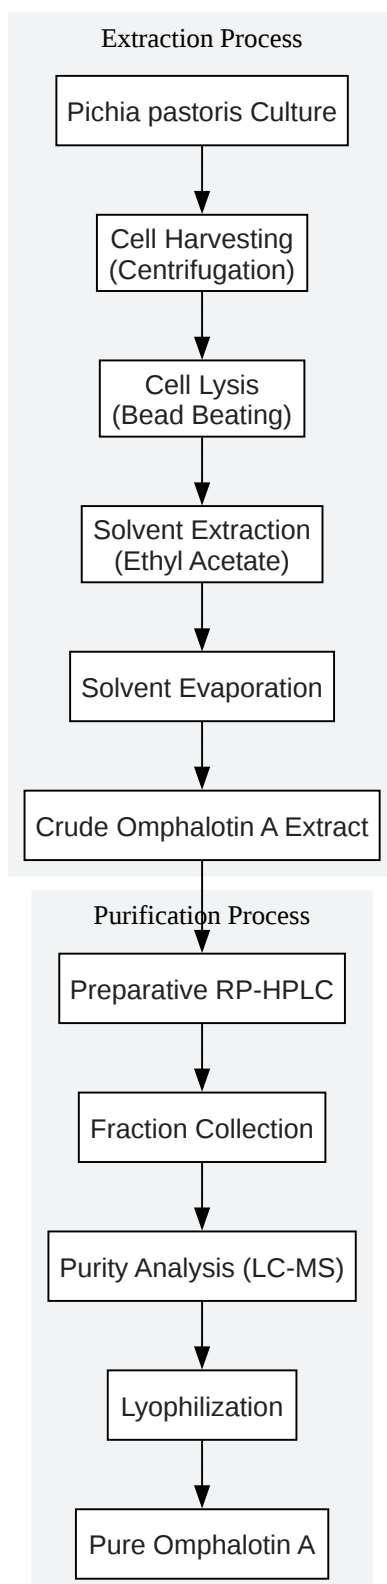 Extraction Process
Pichia pastoris Culture
Cell Harvesting
(Centrifugation)
Cell Lysis
(Bead Beating)
Solvent Extraction
(Ethyl Acetate)
Solvent Evaporation
Crude Omphalotin A Extract
Purification Process
Preparative RP-HPLC
Fraction Collection
Purity Analysis (LC-MS)
Lyophilization
Pure Omphalotin A